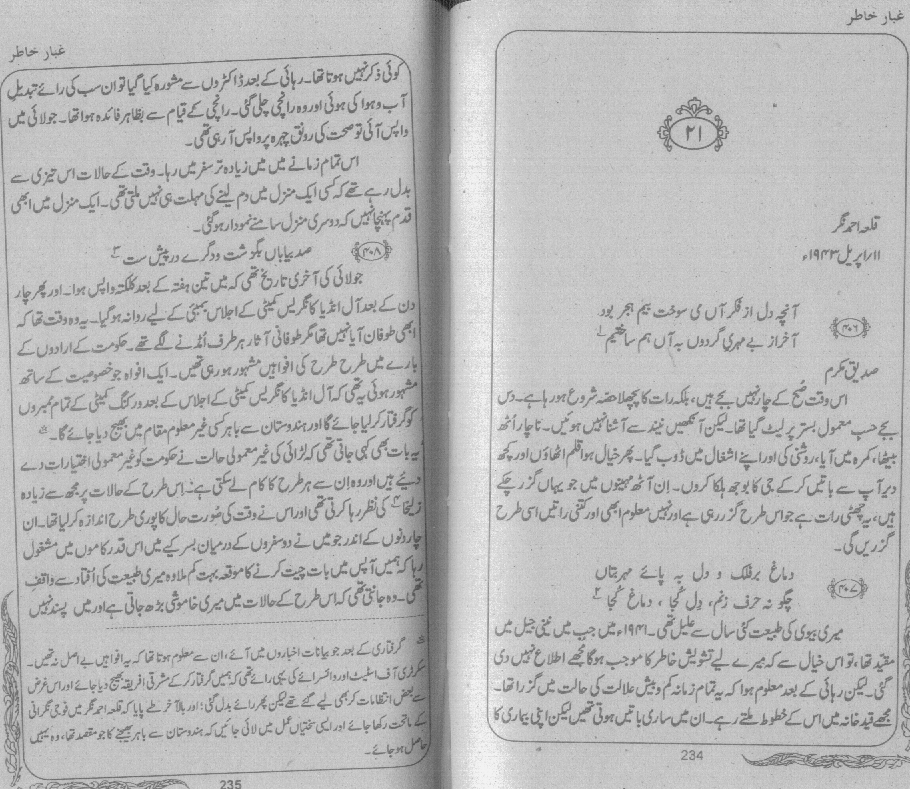 غبار خاطر
۲۱
قلعہ احمد نگر
۱۱/اپریل ۱۹۴۳ء
آنچہ دل از فکر آں می سوخت بیم ہجر بود
۴۰۶
آخر از بے مہریِ گردوں بہ آں ہم ساختیم
صدیق مکرم
اس وقت صُبح کے چار نہیں بجے ہیں، بلکہ رات کا پچھلا حصّہ شروع ہو رہا ہے۔ دس
بجے حسبِ معمول بستر پر لیٹ گیا تھا۔ لیکن آنکھیں نیند سے آشنا نہیں ہوئیں۔ ناچار اُٹھ
بیٹھا، کمرہ میں آیا، روشنی کی اور اپنے اشغال میں ڈوب گیا۔ پھر خیال ہوا قلم اٹھاؤں اور کچھ
دیر آپ سے باتیں کر کے جی کا بوجھ ہلکا کروں۔ اِن آٹھ مہینوں میں جو یہاں گزر چکے
ہیں، یہ چھٹی رات ہے جو اس طرح گزر رہی ہے اور نہیں معلوم ابھی اور کتنی راتیں اسی طرح
گزریں گی۔
دماغ بر فلک و دل بہ پائے مہرِ بتاں
۴۰۷
چگونہ حرف زنم، دل کُجا ، دماغ کُجا ۲
میری بیوی کی طبیعت کئی سال سے علیل تھی۔ ۱۹۴۱ء میں جب میں نینی جیل میں
مقیّد تھا، تو اس خیال سے کہ میرے لیے تشویشِ خاطر کا موجب ہوگا مجھے اطلاع نہیں دی
گئی۔ لیکن رہائی کے بعد معلوم ہوا کہ یہ تمام زمانہ کم و بیش علالت کی حالت میں گزرا تھا۔
مجھے قید خانہ میں اس کے خطوط ملتے رہے۔ ان میں ساری باتیں ہوتی تھیں لیکن اپنی بیماری کا
234
غبار خاطر
کوئی ذکر نہیں ہوتا تھا۔ رہائی کے بعد ڈاکٹروں سے مشورہ کیا گیا تو ان سب کی رائے تبدیلِ
آب و ہوا کی ہوئی اور وہ رانچی چلی گئی۔ رانچی کے قیام سے بظاہر فائدہ ہوا تھا۔ جولائی میں
واپس آئی تو صحت کی رونق چہرہ پر واپس آ رہی تھی۔
اس تمام زمانے میں میں زیادہ تر سفر میں رہا۔ وقت کے حالات اس تیزی سے
بدل رہے تھے کہ کسی ایک منزل میں دم لینے کی مہلت ہی نہیں ملتی تھی۔ ایک منزل میں ابھی
قدم پہنچا نہیں کہ دوسری منزل سامنے نمودار ہو گئی۔
۴۰۸ صد بیاباں بگوشت و دگرے در پیش ست ۳
جولائی کی آخری تاریخ تھی کہ میں تین ہفتہ کے بعد کلکتہ واپس ہوا۔ اور پھر چار
دن کے بعد آل انڈیا کانگریس کمیٹی کے اجلاس بمبئی کے لیے روانہ ہو گیا۔ یہ وہ وقت تھا کہ
ابھی طوفان آیا نہیں تھا مگر طوفانی آثار ہر طرف اُمنڈنے لگے تھے۔ حکومت کے ارادوں کے
بارے میں طرح طرح کی افواہیں مشہور ہو رہی تھیں۔ ایک افواہ جو خصوصیت کے ساتھ
مشہور ہوئی یہ تھی کہ آل انڈیا کانگریس کمیٹی کے اجلاس کے بعد ورکنگ کمیٹی کے تمام ممبروں
کو گرفتار کر لیا جائے گا اور ہندوستان سے باہر کسی غیر معلوم مقام میں بھیج دیا جائے گا۔
یہ بات بھی کہی جاتی تھی کہ لڑائی کی غیر معمولی حالت نے حکومت کو غیر معمولی اختیارات دے
دیئے ہیں اور وہ اِن سے ہر طرح کا کام لے سکتی ہے۔ اِس طرح کے حالات پر مجھ سے زیادہ
زلیخا ۴ کی نظر رہا کرتی تھی اور اس نے وقت کی صُورت حال کا پوری طرح اندازہ کر لیا تھا۔ ان
چار دِنوں کے اندر جو میں نے دو سفروں کے درمیان بسر کیے میں اس قدر کاموں میں مشغول
رہا کہ ہمیں آپس میں بات چیت کرنے کا موقعہ بہت کم ملا وہ میری طبیعت کی اُفتاد سے واقف
تھی۔ وہ جانتی تھی کہ اس طرح کے حالات میں میری خاموشی بڑھ جاتی ہے اور میں پسند نہیں
گرفتاری کے بعد جو بیانات اخباروں میں آئے، ان سے معلوم ہوتا تھا کہ یہ افواہیں بے اصل نہ تھیں۔
سکرٹری آف اسٹیٹ اور وائسرائے کی یہی رائے تھی کہ ہمیں گرفتار کر کے مشرقی افریقہ بھیج دیا جائے اور اس غرض
سے بعض انتظامات کر بھی لیے گئے تھے لیکن پھر رائے بدل گئی؛ اور بالآخر طے پایا کہ قلعہ احمد نگر میں فوجی نگرانی
کے ماتحت رکھا جائے اور ایسی سختیاں عمل میں لائی جائیں کہ ہندوستان سے باہر بھیجنے کا جو مقصد تھا، وہ یہیں
حاصل ہو جائے۔
235